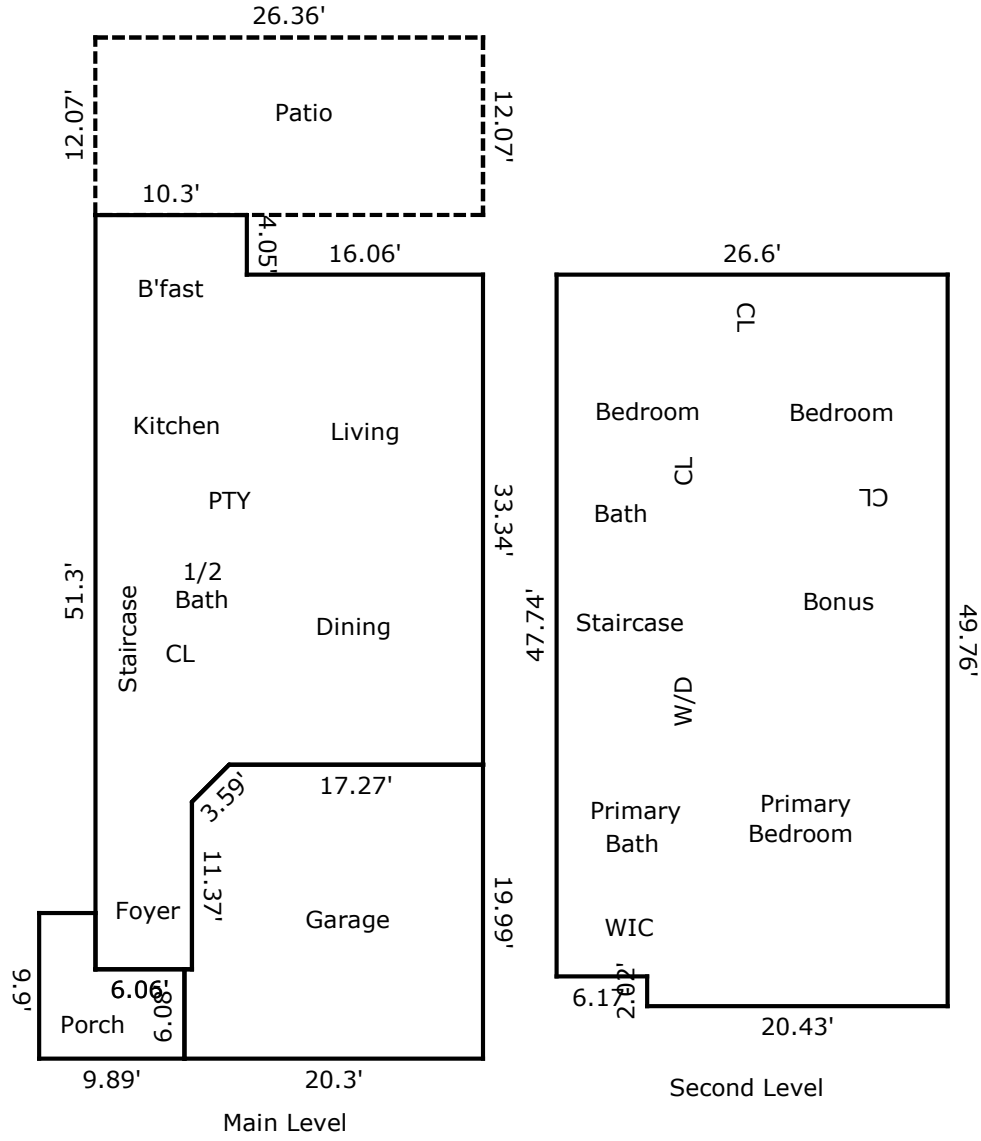 26.36'
12.07'
Patio
12.07'
10.3'
4.05'
16.06'
B'fast
Kitchen
Living
PTY
33.34'
51.3'
1/2
Bath
Staircase
Dining
CL
3.59'
17.27'
11.37'
19.99'
Foyer
Garage
9.9'
6.06'
6.08'
Porch
9.89'
20.3'
Main Level
26.6'
CL
Bedroom
Bedroom
CL
CL
Bath
47.74'
Staircase
Bonus
49.76'
W/D
Primary
Bath
Primary
Bedroom
WIC
6.17'
2.02'
20.43'
Second Level